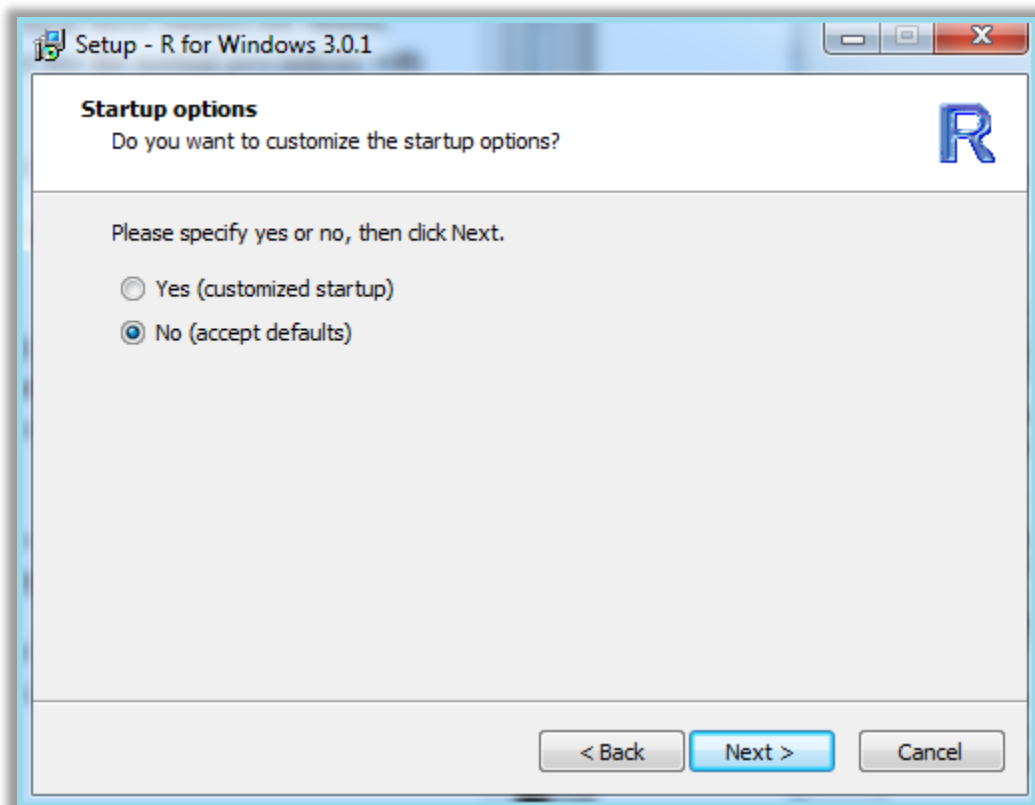 Setup - R for Windows 3.0.1
Startup options
Do you want to customize the startup options?
R
Please specify yes or no, then click Next.
Yes (customized startup)
No (accept defaults)
< Back
Next >
Cancel